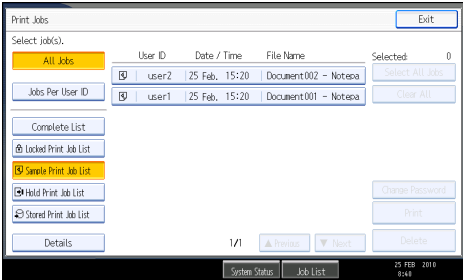 Print Jobs
Exit
Select job(s).
All Jobs
User ID Date / Time File Name
Selected: 0
user2 25 Feb. 15:20 Document002 - Notepa
Select All Jobs
Jobs Per User ID
user1 25 Feb. 15:20 Document001 - Notepa
Clear All
Complete List
Locked Print Job List
Sample Print Job List
Hold Print Job List
Change Password
Stored Print Job List
Print
Details
1/1
▲ Previous
▼ Next
Delete
System Status
Job List
25 FEB 2010
8:40